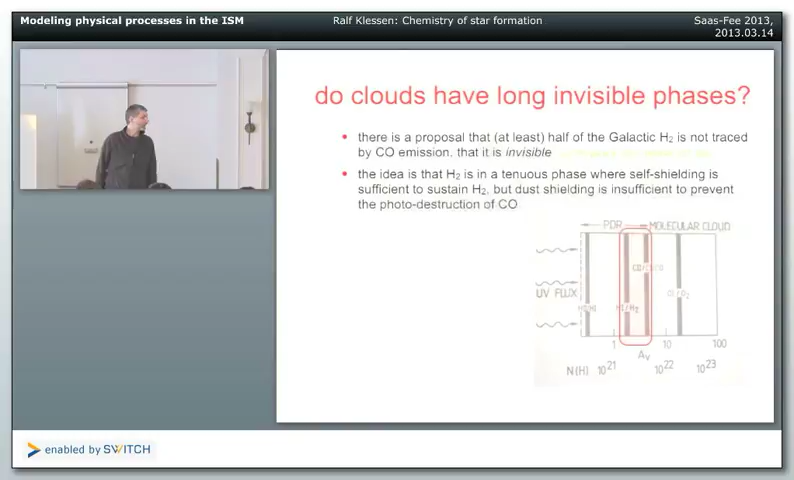 Modeling physical processes in the ISM
Ralf Klessen: Chemistry of star formation
Saas-Fee 2013,
2013.03.14
do clouds have long invisible phases?
• there is a proposal that (at least) half of the Galactic H₂ is not traced
by CO emission, that it is invisible
• the idea is that H₂ is in a tenuous phase where self-shielding is
sufficient to sustain H₂, but dust shielding is insufficient to prevent
the photo-destruction of CO
PDR
MOLECULAR CLOUD
UV FLUX
H I/H₂
1
10
100
Aᵥ
N(H)
10²¹
10²²
10²³
enabled by SWITCH